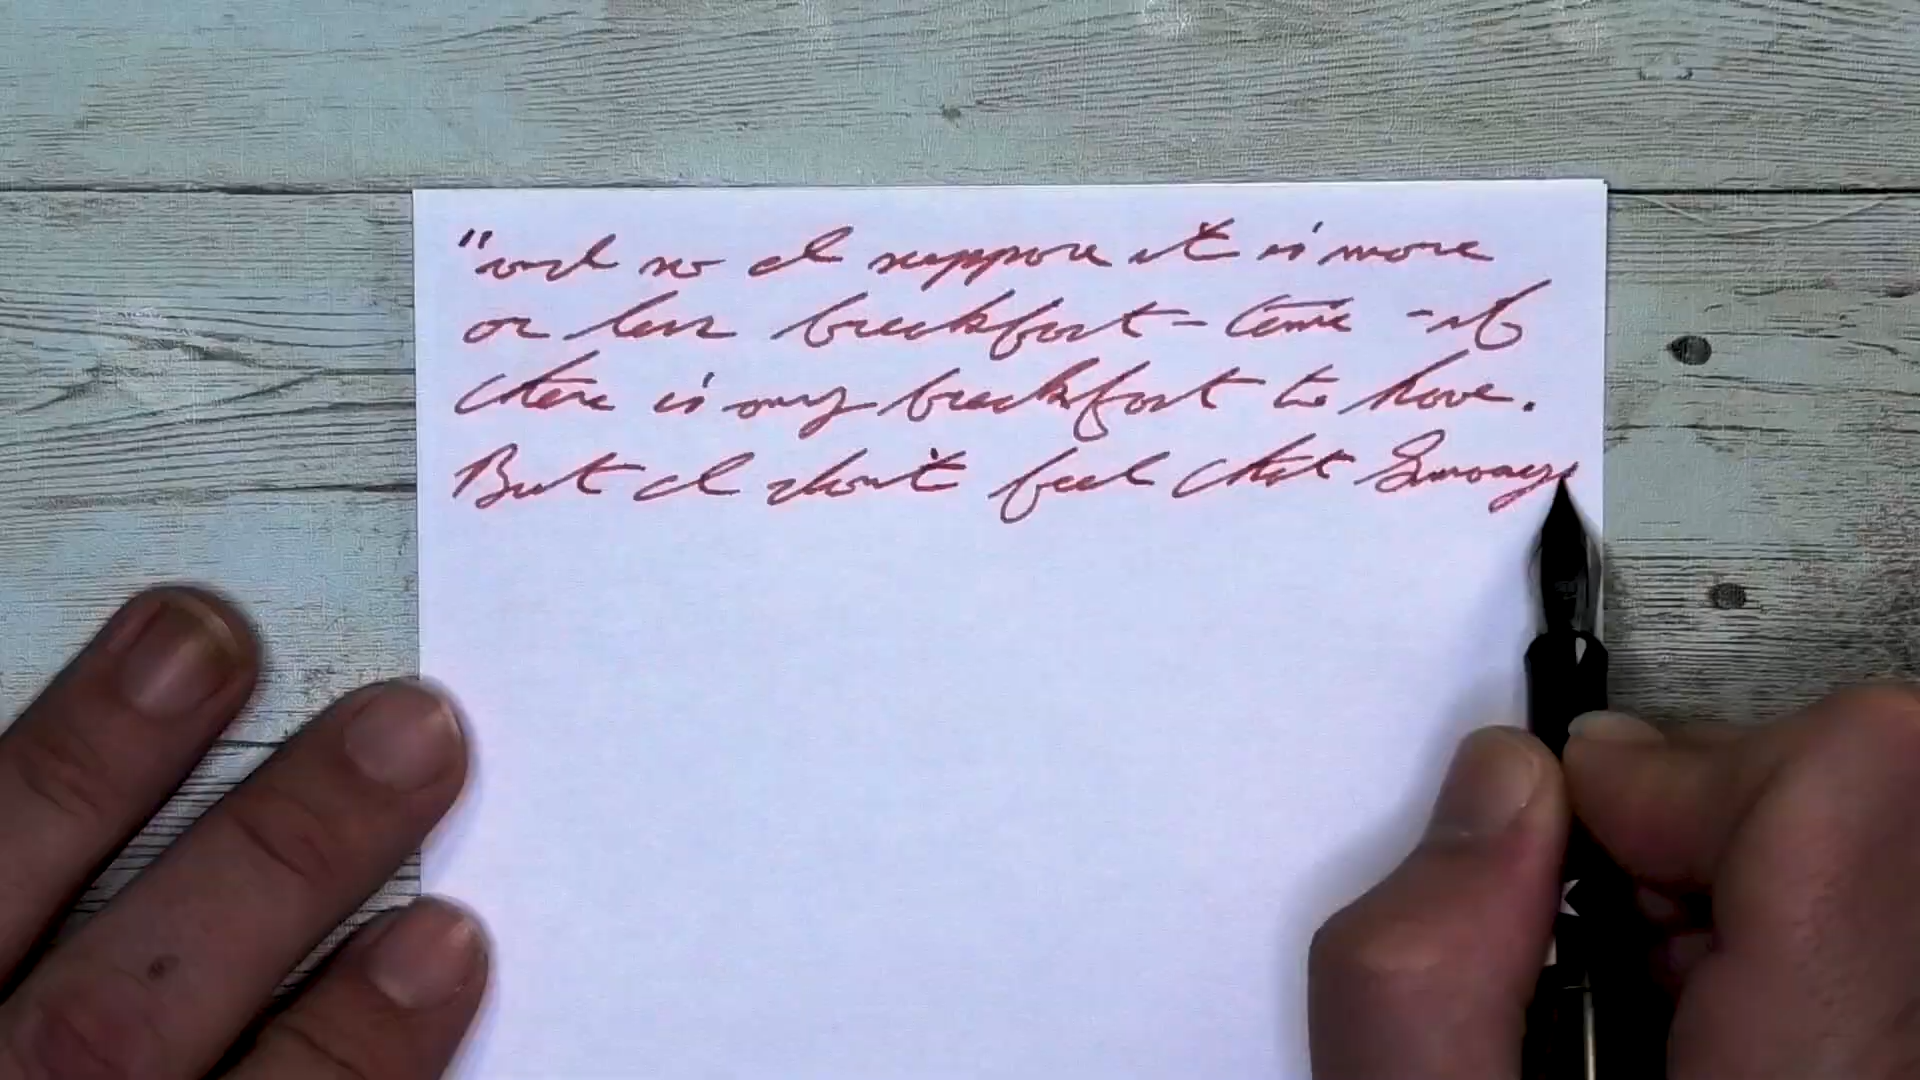 "and so I suppose it is more
or less breakfast-time - if
there is any breakfast to have.
But I don't feel that Smaug's